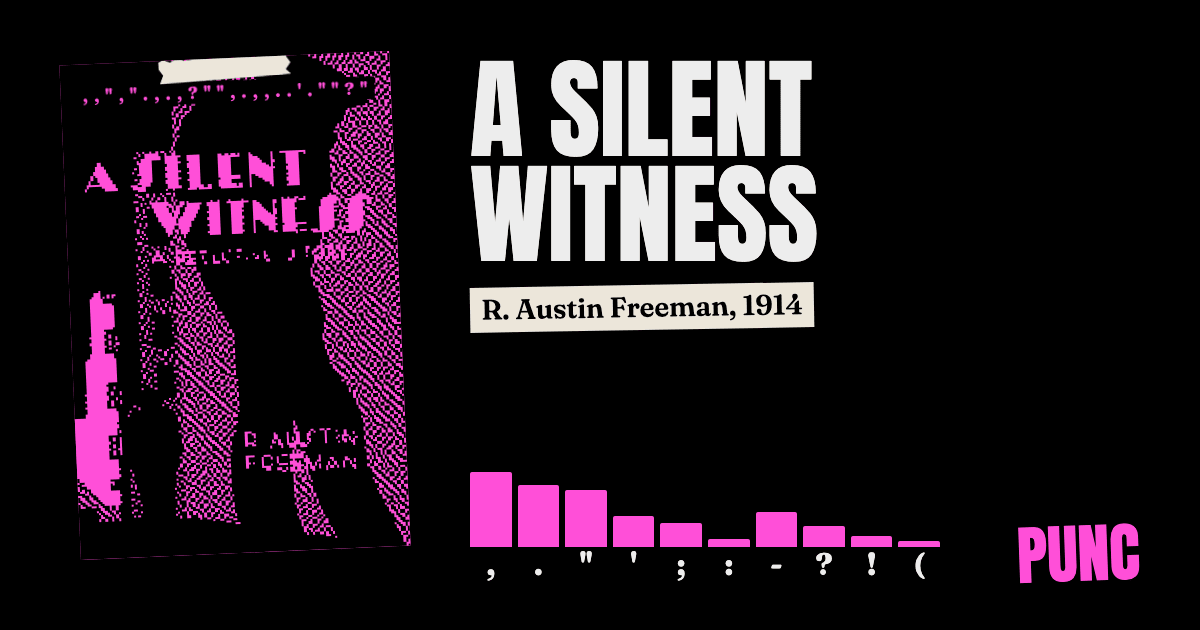 ,,",".,.,?"",.,,..'.""?"
A SILENT
WITNESS
R. AUSTIN
FREEMAN
A SILENT
WITNESS
R. Austin Freeman, 1914
, . " ' ; : - ? ! (
PUNC